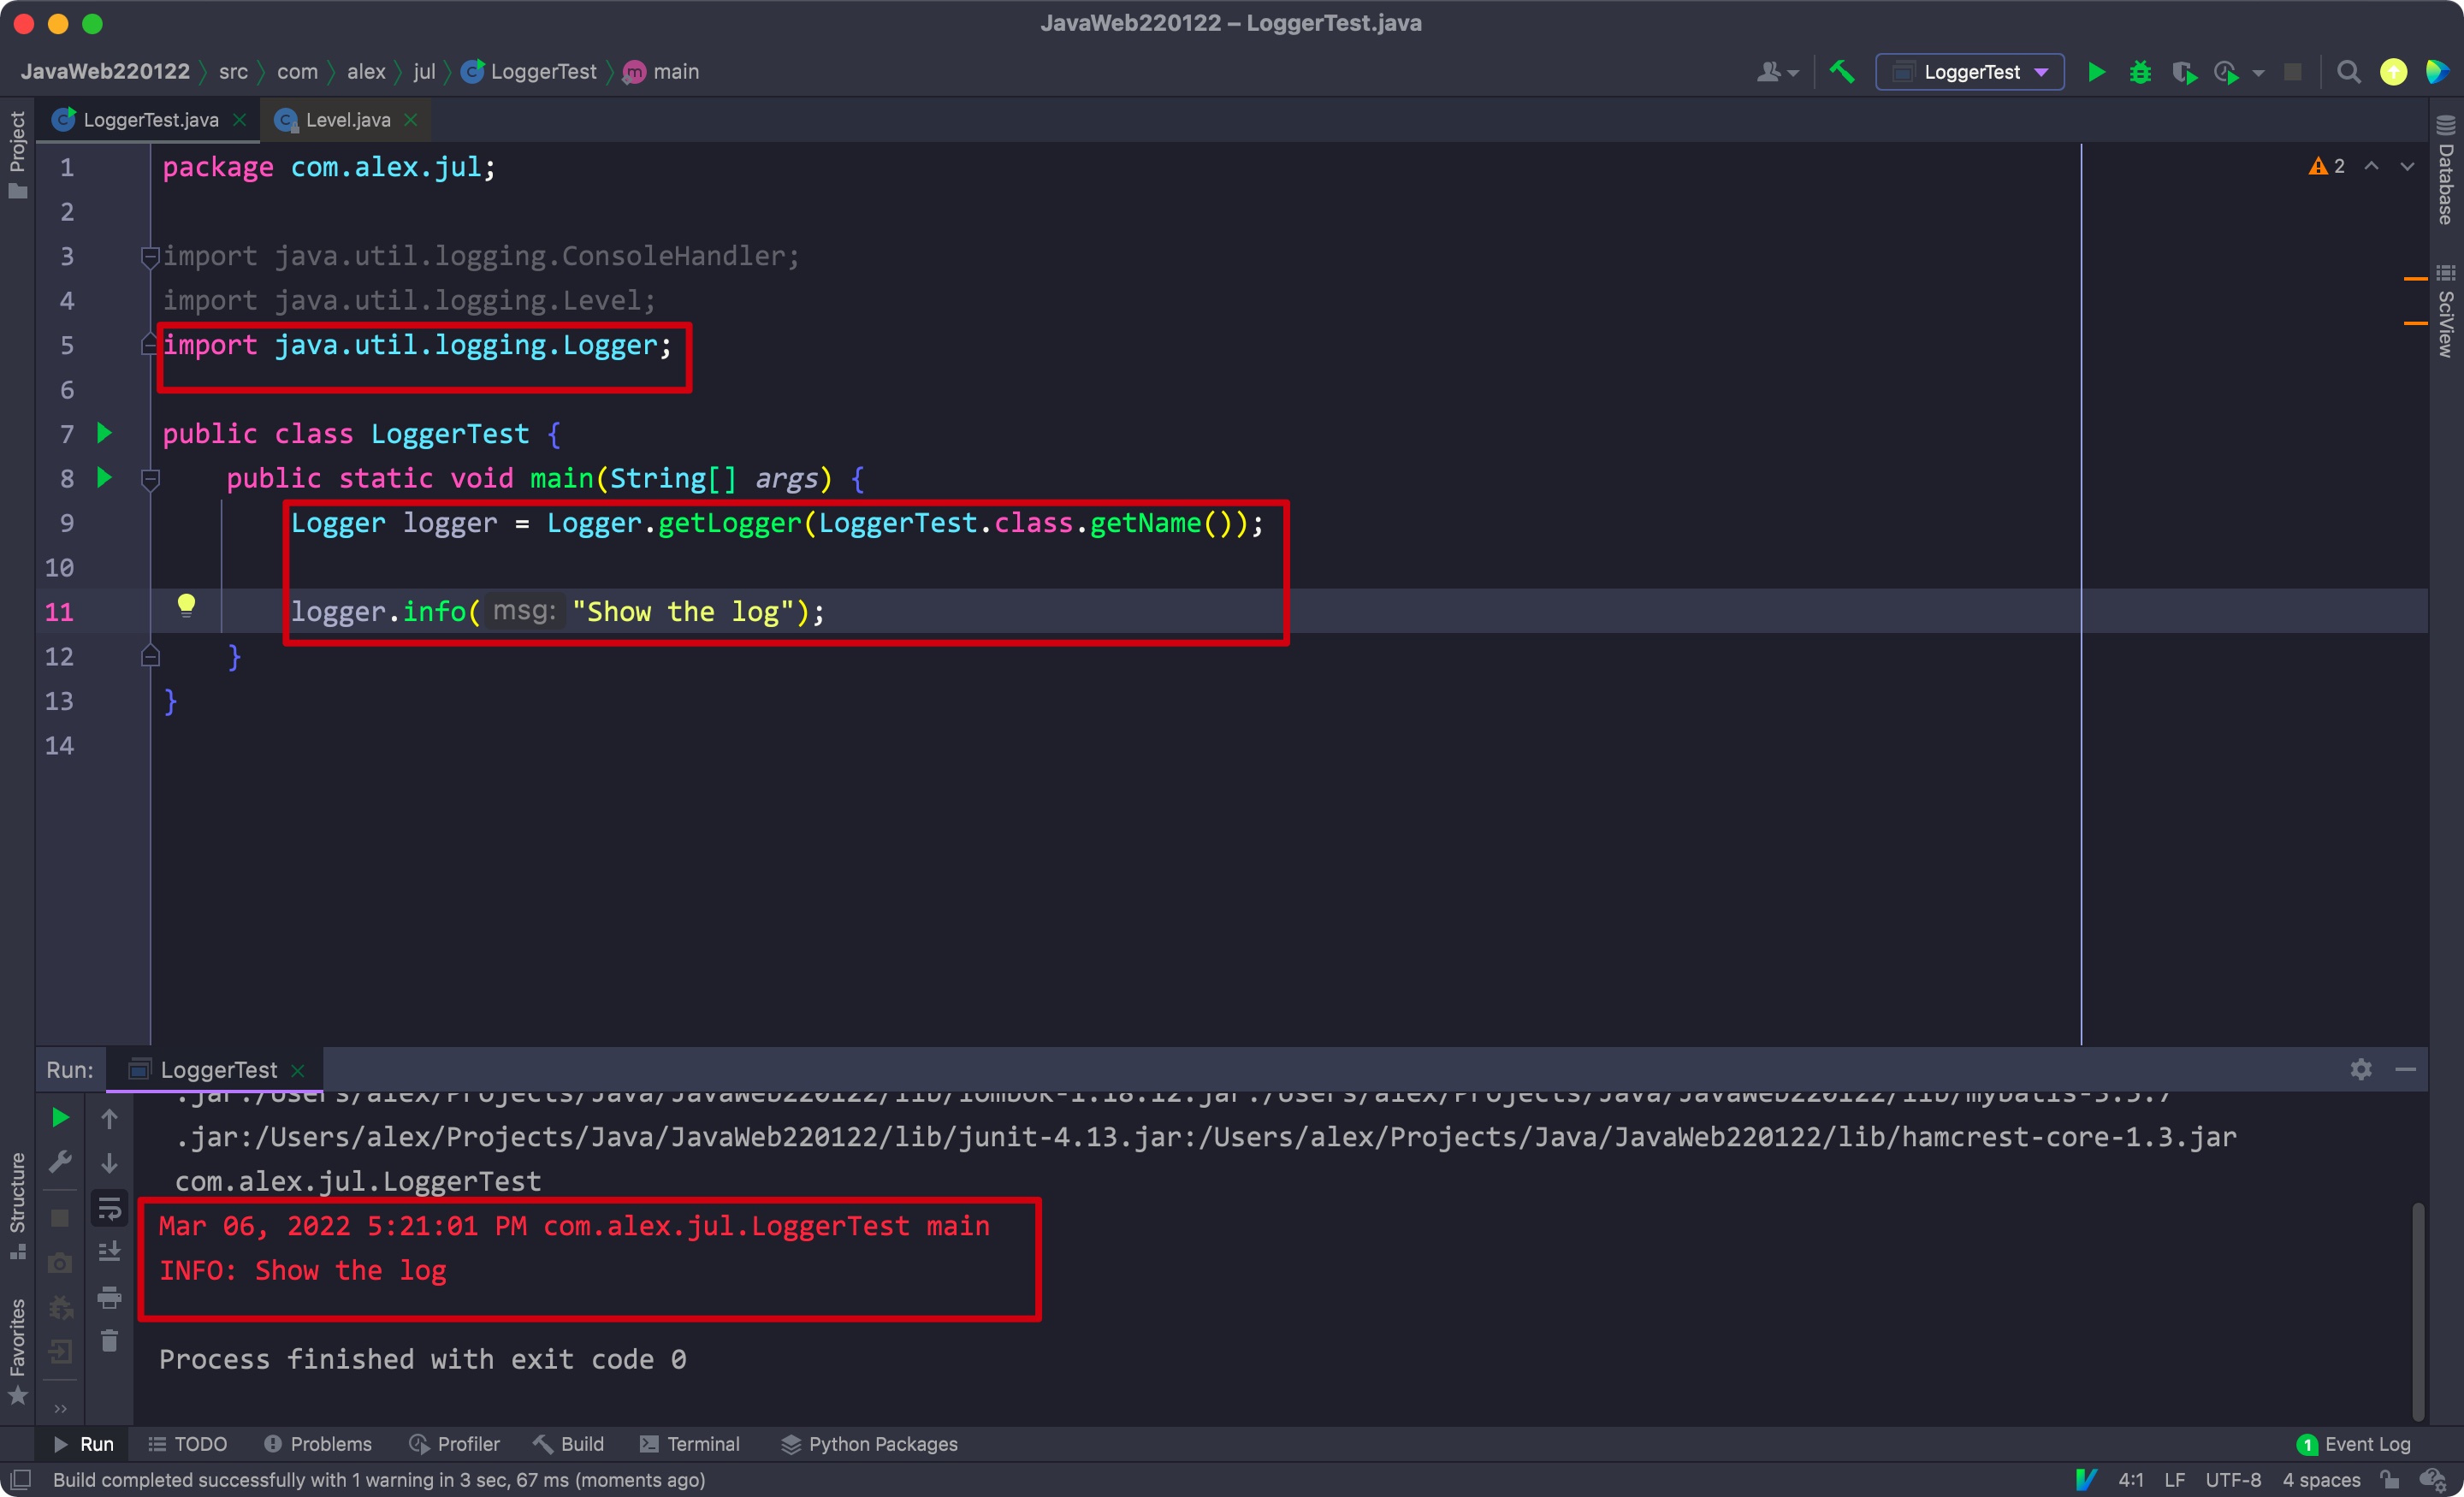 JavaWeb220122 – LoggerTest.java
JavaWeb220122 src com alex jul LoggerTest main
LoggerTest
Project
LoggerTest.java Level.java
1 package com.alex.jul;
2
3 import java.util.logging.ConsoleHandler;
4 import java.util.logging.Level;
5 import java.util.logging.Logger;
6
7 public class LoggerTest {
8 public static void main(String[] args) {
9 Logger logger = Logger.getLogger(LoggerTest.class.getName());
10
11 logger.info( msg: "Show the log");
12 }
13 }
14
2
Database
SciView
Run: LoggerTest
.jar:/Users/alex/Projects/Java/JavaWeb220122/lib/lombok-1.18.12.jar:/Users/alex/Projects/Java/JavaWeb220122/lib/mybatis-3.5.7
.jar:/Users/alex/Projects/Java/JavaWeb220122/lib/junit-4.13.jar:/Users/alex/Projects/Java/JavaWeb220122/lib/hamcrest-core-1.3.jar
com.alex.jul.LoggerTest
Mar 06, 2022 5:21:01 PM com.alex.jul.LoggerTest main
INFO: Show the log
Process finished with exit code 0
Structure
Favorites
Run TODO Problems Profiler Build Terminal Python Packages
1 Event Log
Build completed successfully with 1 warning in 3 sec, 67 ms (moments ago)
4:1 LF UTF-8 4 spaces